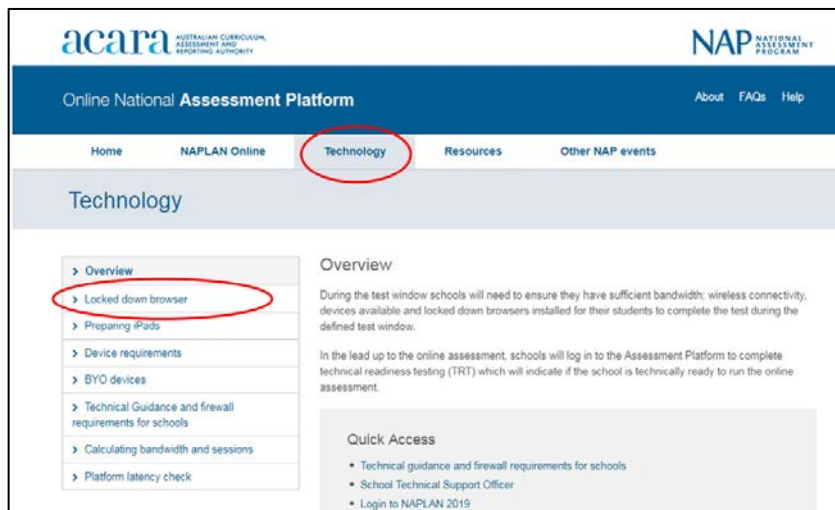 acara AUSTRALIAN CURRICULUM,
ASSESSMENT AND
REPORTING AUTHORITY
NAP NATIONAL
ASSESSMENT
PROGRAM
Online National Assessment Platform
About FAQs Help
Home NAPLAN Online Technology Resources Other NAP events
Technology
> Overview
> Locked down browser
> Preparing iPads
> Device requirements
> BYO devices
> Technical Guidance and firewall
requirements for schools
> Calculating bandwidth and sessions
> Platform latency check
Overview
During the test window schools will need to ensure they have sufficient bandwidth; wireless connectivity,
devices available and locked down browsers installed for their students to complete the test during the
defined test window.
In the lead up to the online assessment, schools will log in to the Assessment Platform to complete
technical readiness testing (TRT) which will indicate if the school is technically ready to run the online
assessment.
Quick Access
• Technical guidance and firewall requirements for schools
• School Technical Support Officer
• Login to NAPLAN 2019